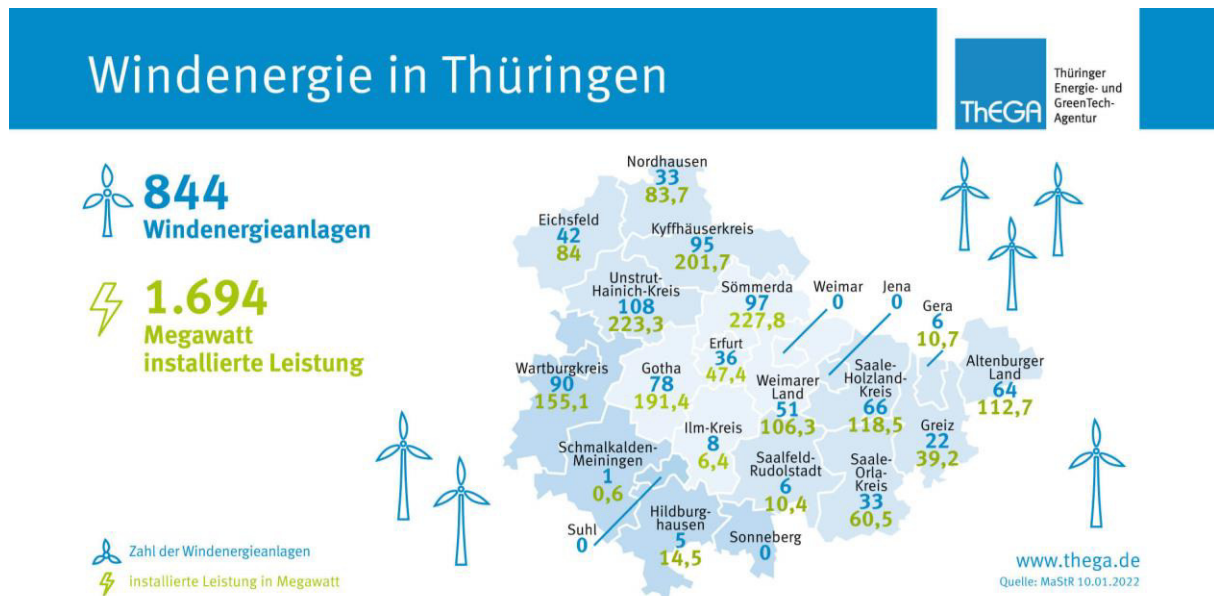 Windenergie in Thüringen
ThEGA
Thüringer
Energie- und
GreenTech-
Agentur
844
Windenergieanlagen
1.694
Megawatt
installierte Leistung
Nordhausen
33
83,7
Eichsfeld
42
84
Kyffhäuserkreis
95
201,7
Unstrut-
Hainich-Kreis
108
223,3
Sömmerda
97
227,8
Weimar
0
Jena
0
Gera
6
10,7
Wartburgkreis
90
155,1
Gotha
78
191,4
Erfurt
36
47,4
Weimarer
Land
51
106,3
Saale-
Holzland-
Kreis
66
118,5
Altenburger
Land
64
112,7
Greiz
22
39,2
Ilm-Kreis
8
6,4
Schmalkalden-
Meiningen
1
0,6
Saalfeld-
Rudolstadt
6
10,4
Saale-
Orla-
Kreis
33
60,5
Suhl
0
Hildburg-
hausen
5
14,5
Sonneberg
0
Zahl der Windenergieanlagen
installierte Leistung in Megawatt
www.thega.de
Quelle: MaStR 10.01.2022